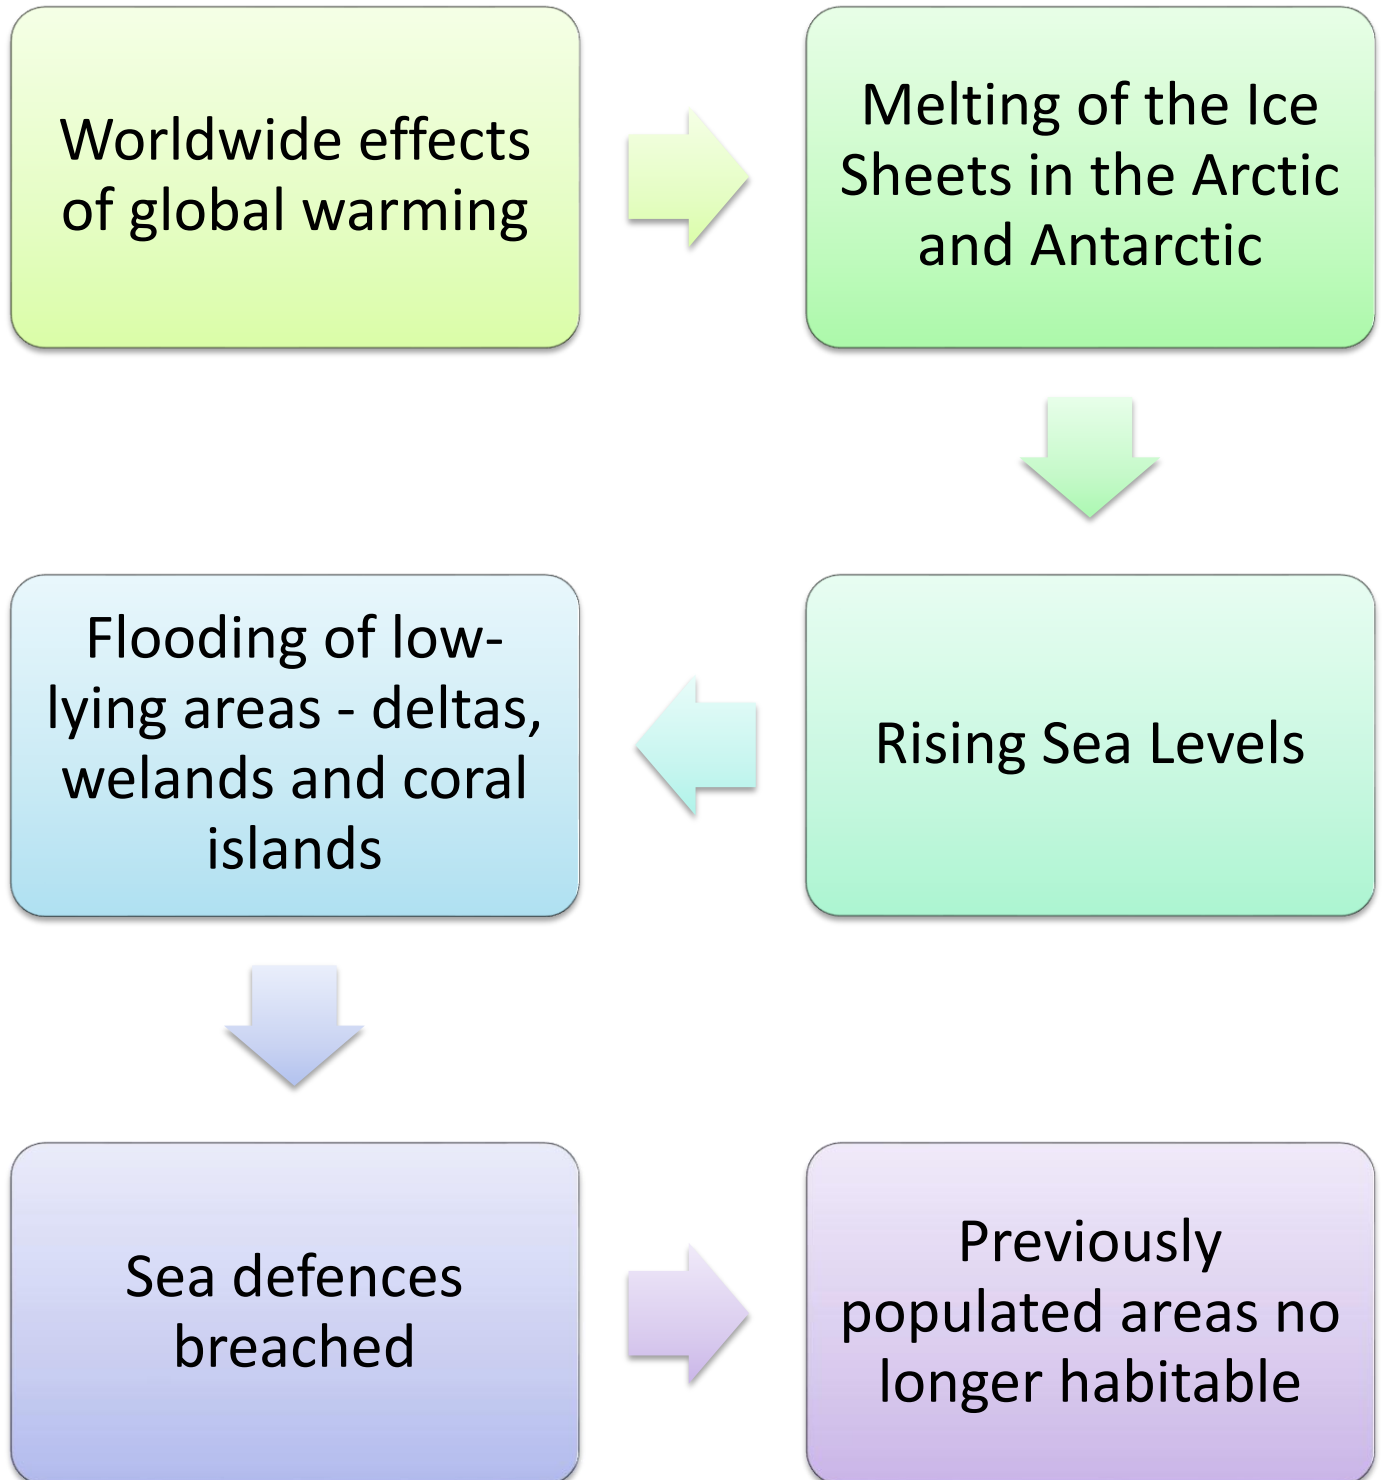 Worldwide effects
of global warming
Melting of the Ice
Sheets in the Arctic
and Antarctic
Rising Sea Levels
Flooding of low-
lying areas - deltas,
welands and coral
islands
Sea defences
breached
Previously
populated areas no
longer habitable